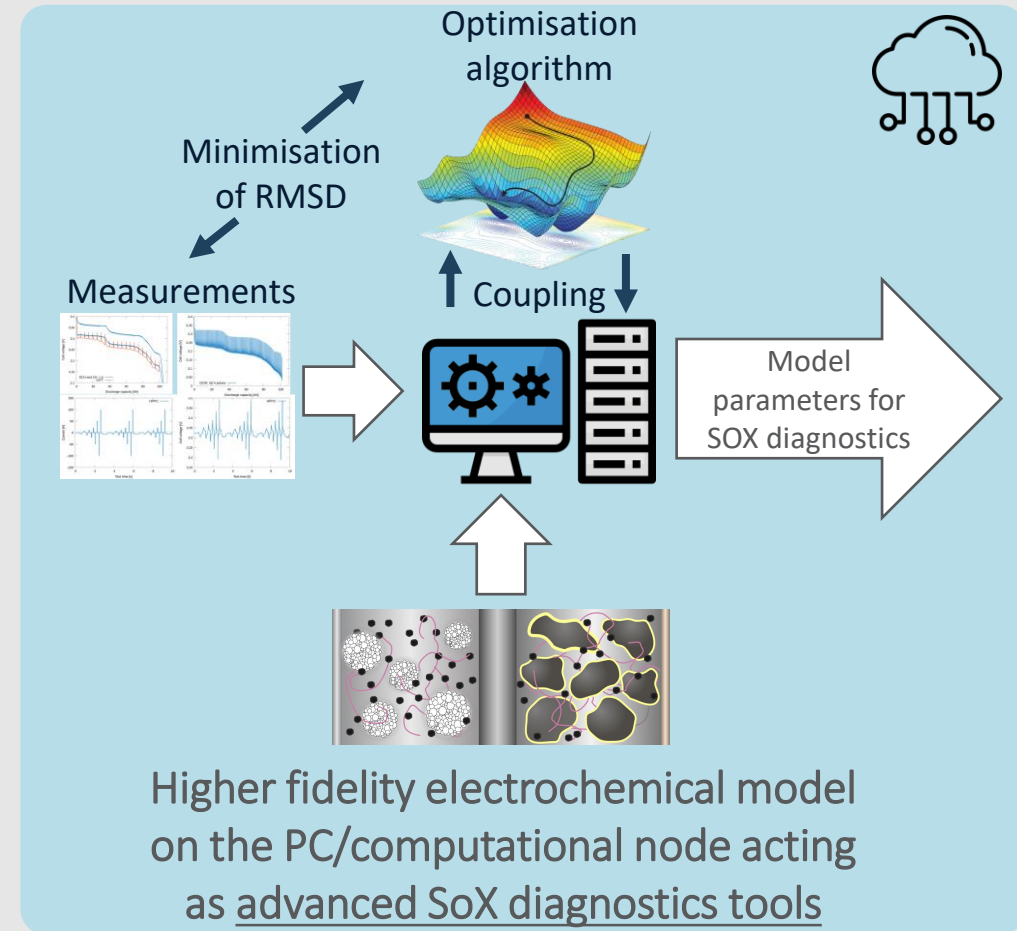 Optimisation
algorithm
Minimisation
of RMSD
Measurements
Coupling
Model
parameters for
SOX diagnostics
Higher fidelity electrochemical model
on the PC/computational node acting
as advanced SoX diagnostics tools